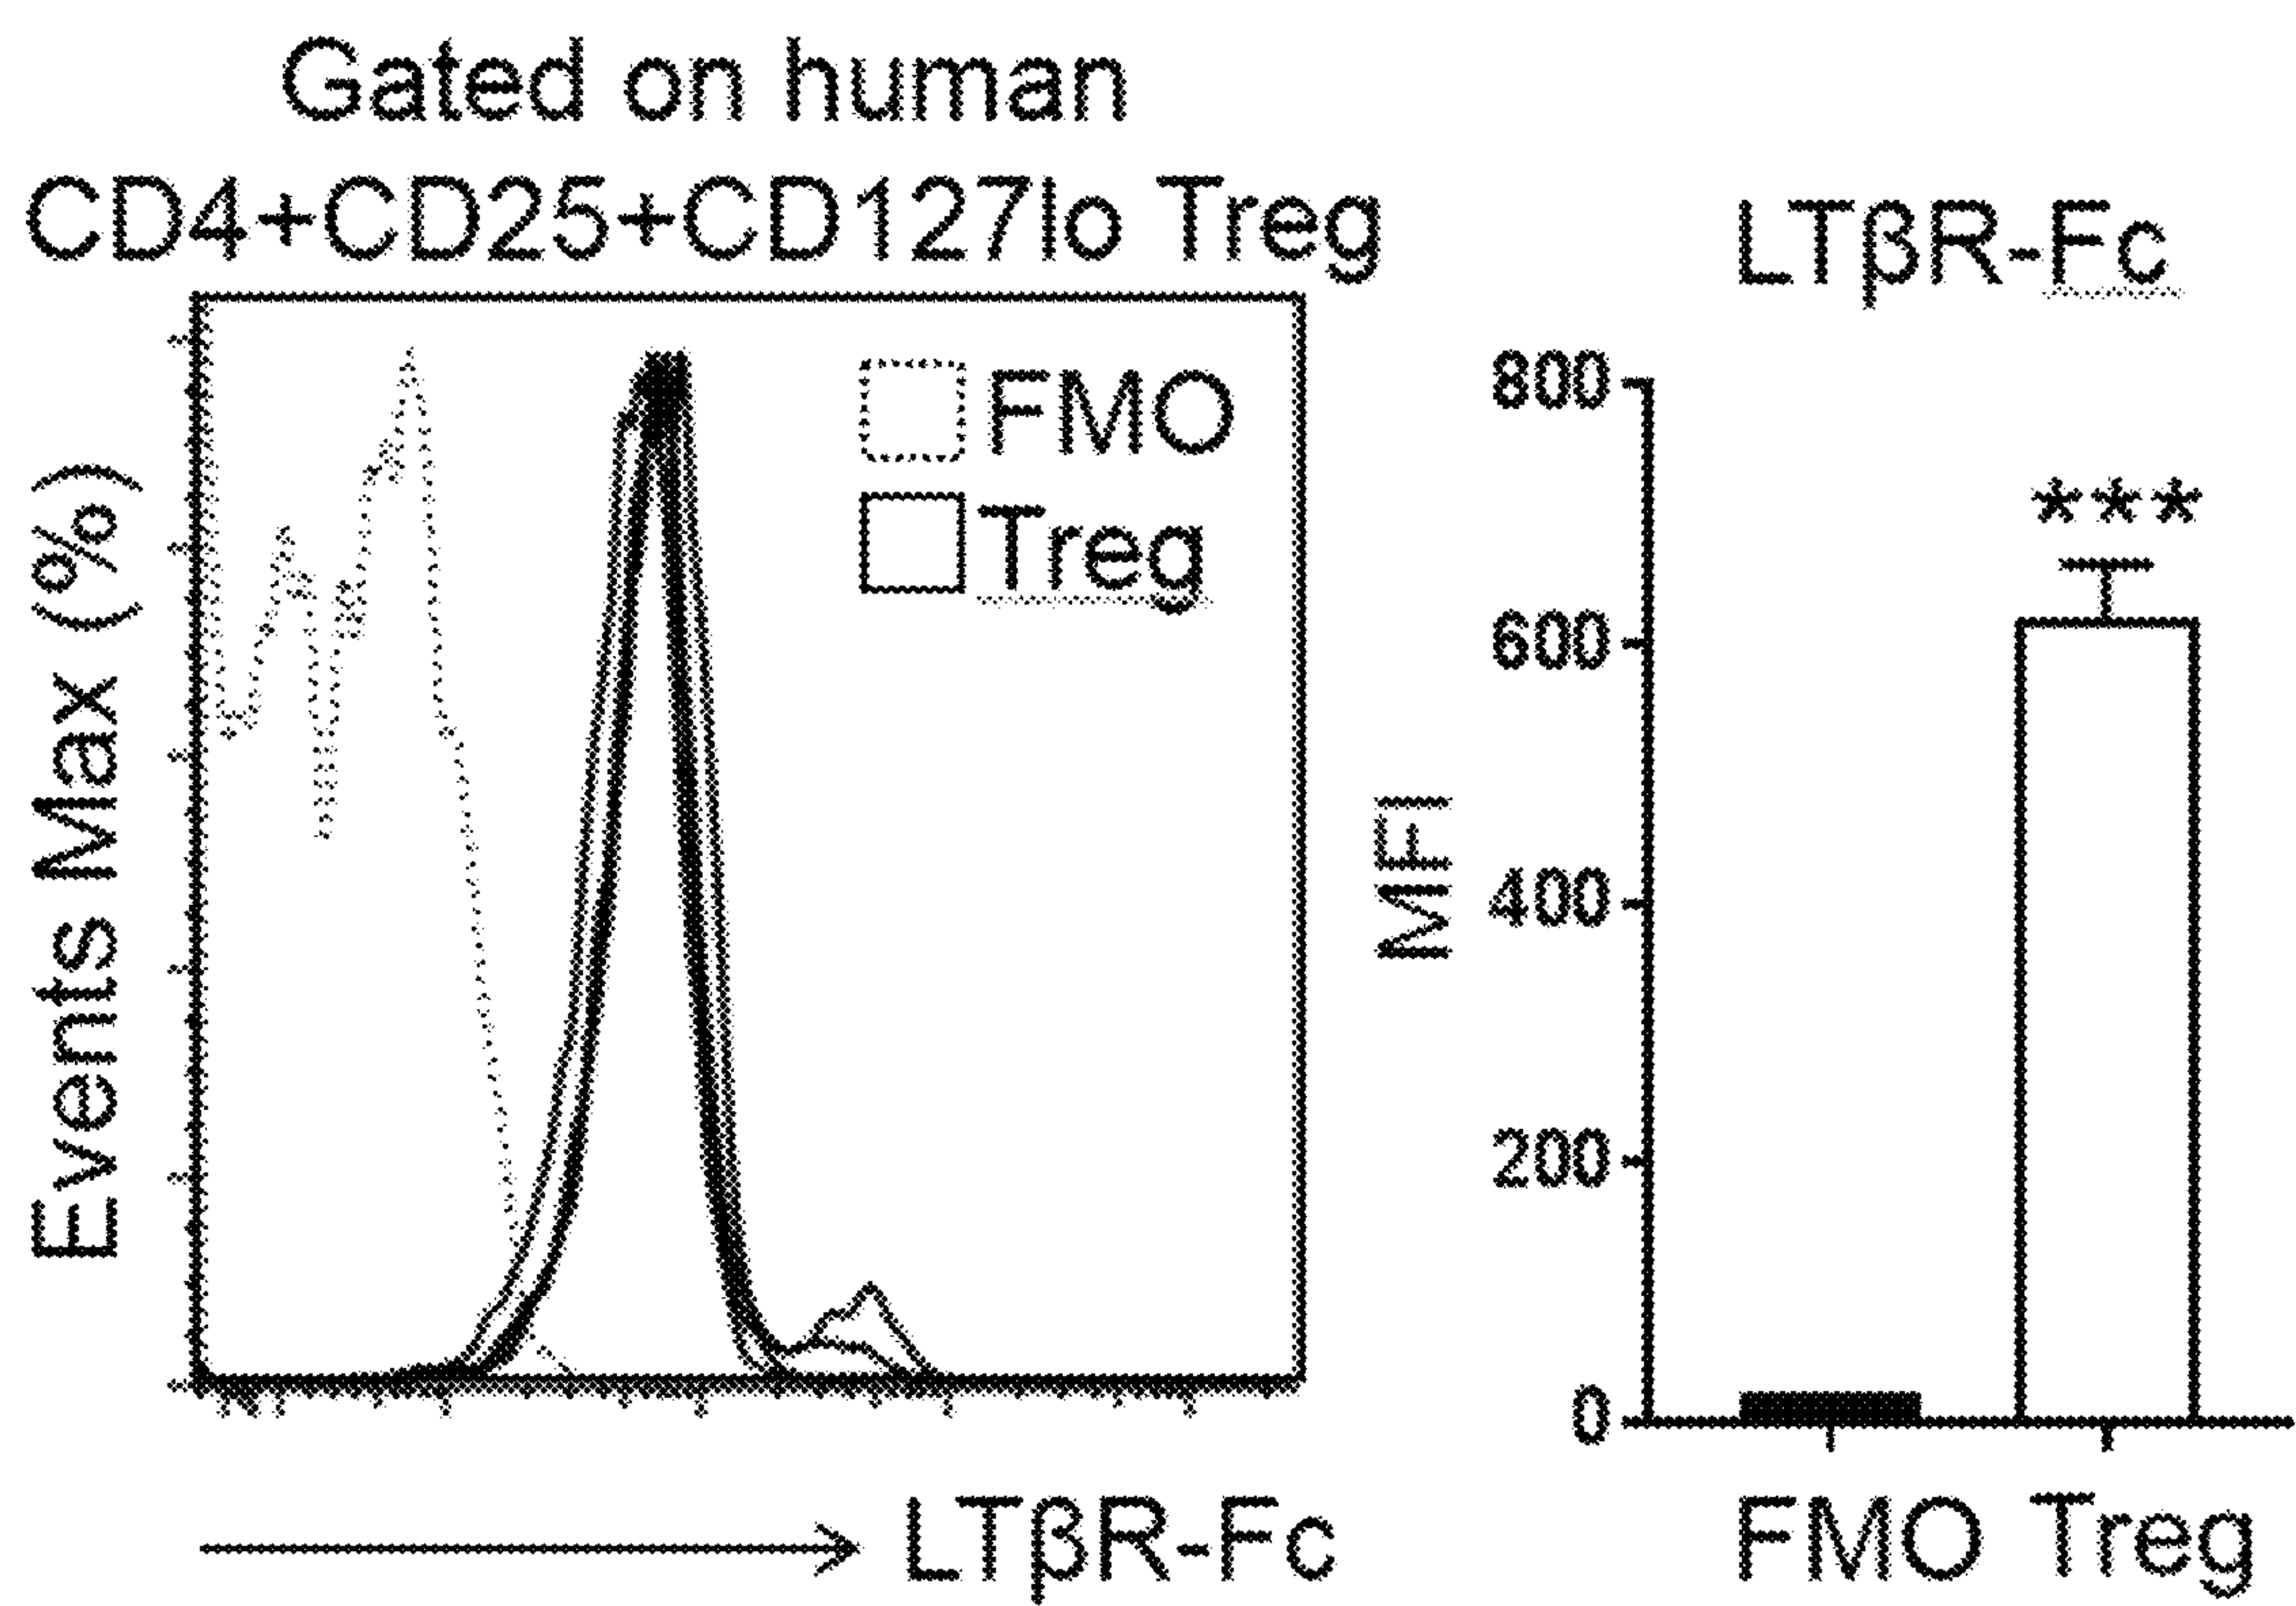 Gated on human
CD4+CD25+CD127lo Treg
Events Max (%)
FMO
Treg
LTβR-Fc
LTβR-Fc
MFI
800
600
400
200
0
***
FMO Treg